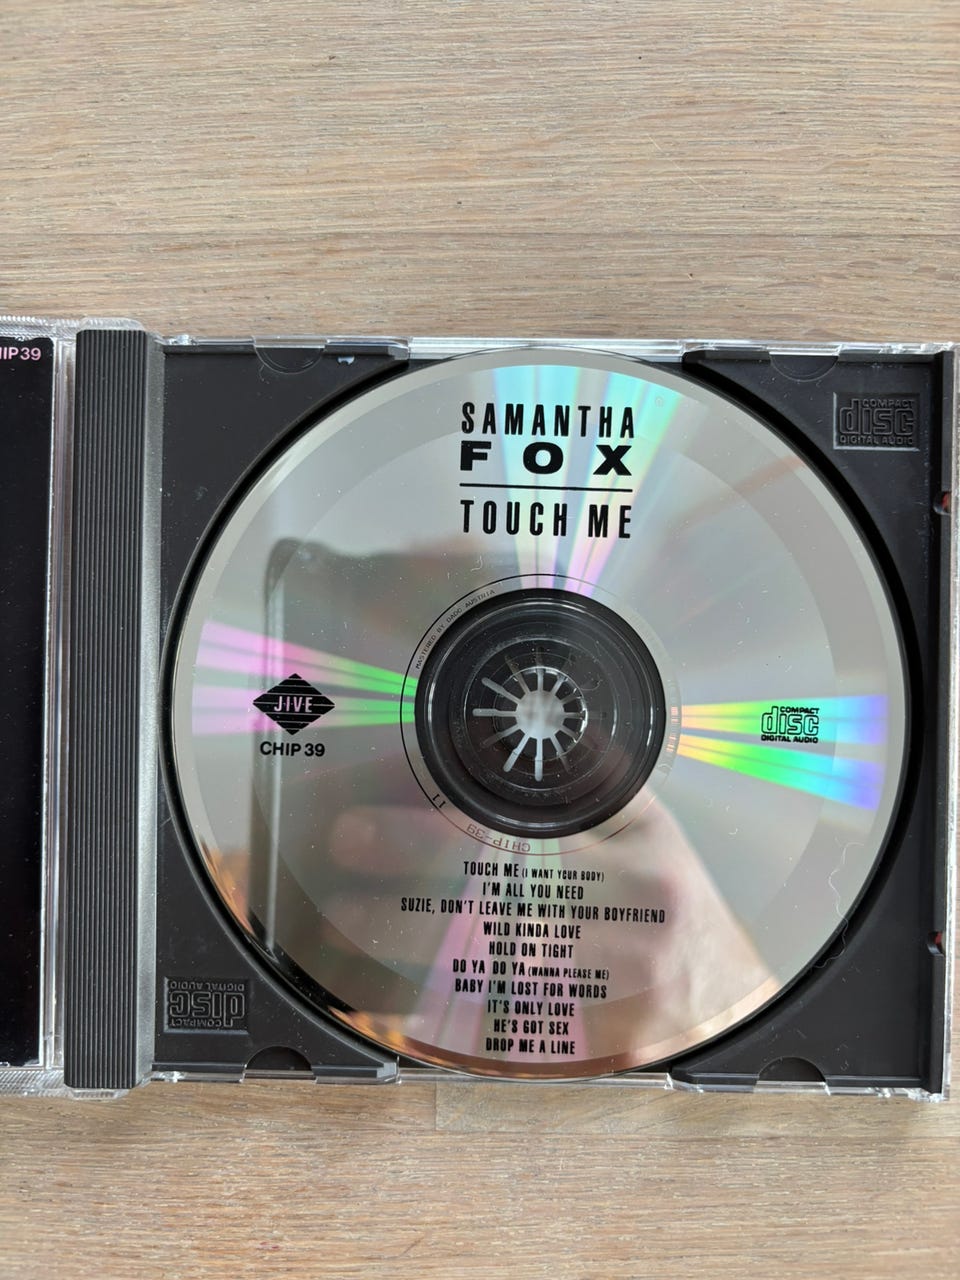 HIP39
COMPACT
disc
DIGITAL AUDIO
SAMANTHA
FOX
TOUCH ME
MASTERED BY DADC AUSTRIA
JIVE
CHIP 39
COMPACT
disc
DIGITAL AUDIO
11
CHIP-39
TOUCH ME (I WANT YOUR BODY)
I'M ALL YOU NEED
SUZIE, DON'T LEAVE ME WITH YOUR BOYFRIEND
WILD KINDA LOVE
HOLD ON TIGHT
DO YA DO YA (WANNA PLEASE ME)
BABY I'M LOST FOR WORDS
IT'S ONLY LOVE
HE'S GOT SEX
DROP ME A LINE
COMPACT
disc
DIGITAL AUDIO